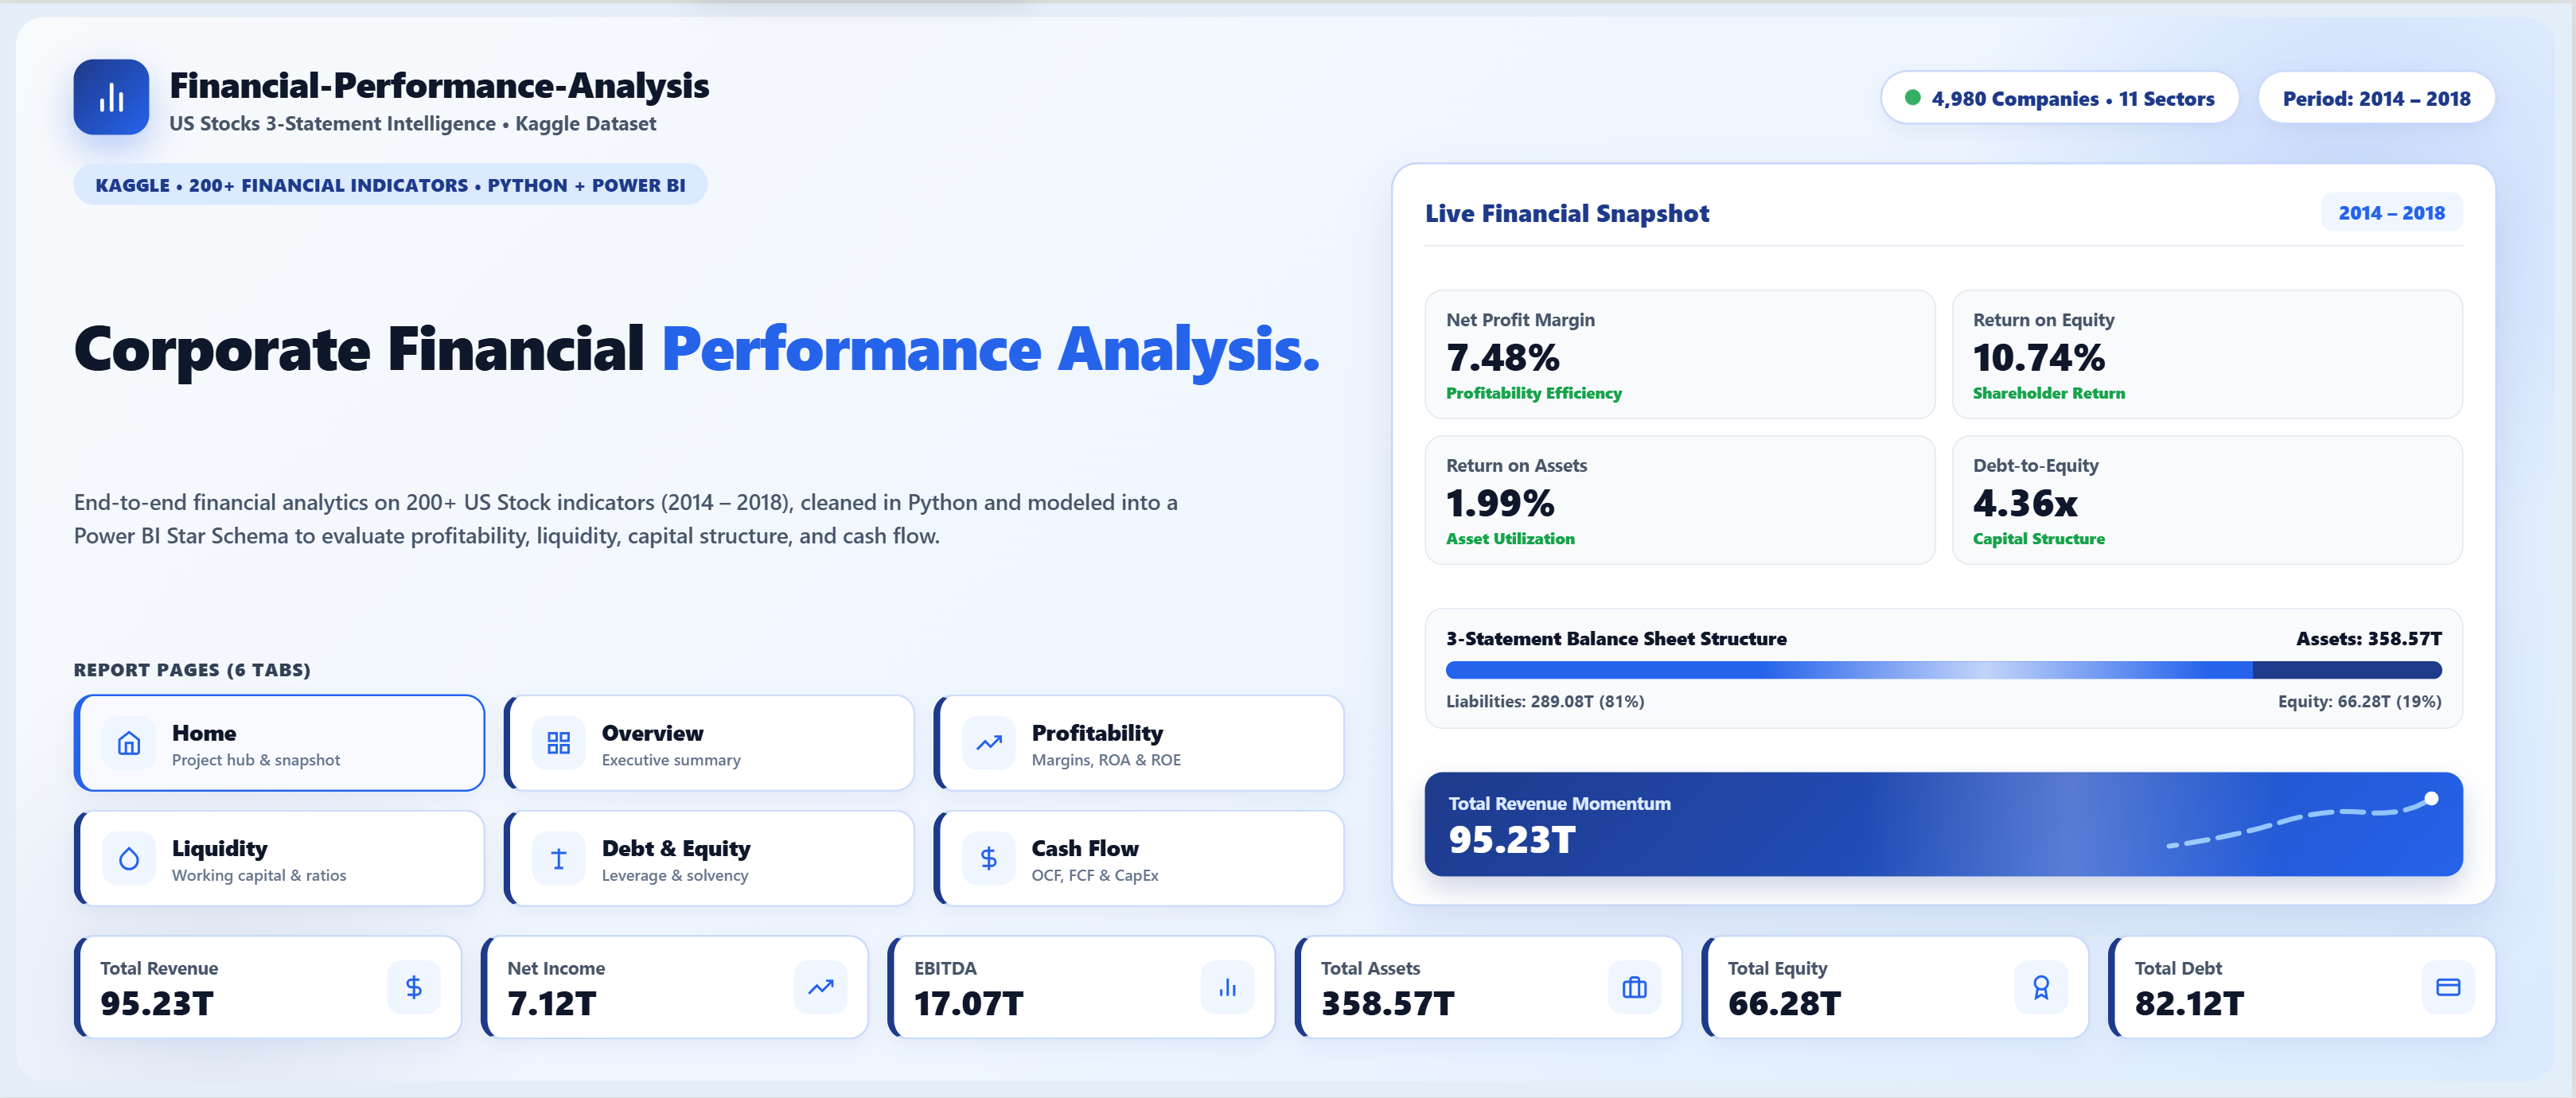 Financial-Performance-Analysis
US Stocks 3-Statement Intelligence • Kaggle Dataset
4,980 Companies • 11 Sectors
Period: 2014 – 2018
KAGGLE • 200+ FINANCIAL INDICATORS • PYTHON + POWER BI
Corporate Financial Performance Analysis.
End-to-end financial analytics on 200+ US Stock indicators (2014 – 2018), cleaned in Python and modeled into a
Power BI Star Schema to evaluate profitability, liquidity, capital structure, and cash flow.
REPORT PAGES (6 TABS)
Home
Project hub & snapshot
Overview
Executive summary
Profitability
Margins, ROA & ROE
Liquidity
Working capital & ratios
Debt & Equity
Leverage & solvency
Cash Flow
OCF, FCF & CapEx
Live Financial Snapshot
2014 – 2018
Net Profit Margin
7.48%
Profitability Efficiency
Return on Equity
10.74%
Shareholder Return
Return on Assets
1.99%
Asset Utilization
Debt-to-Equity
4.36x
Capital Structure
3-Statement Balance Sheet Structure
Assets: 358.57T
Liabilities: 289.08T (81%)
Equity: 66.28T (19%)
Total Revenue Momentum
95.23T
Total Revenue
95.23T
Net Income
7.12T
EBITDA
17.07T
Total Assets
358.57T
Total Equity
66.28T
Total Debt
82.12T